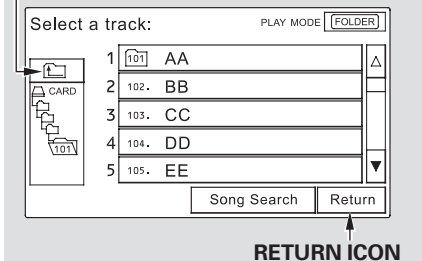 Select a track: PLAY MODE FOLDER
1 101 AA
CARD
2 102. BB
3 103. CC
4 104. DD
101
5 105. EE
Song Search Return
RETURN ICON